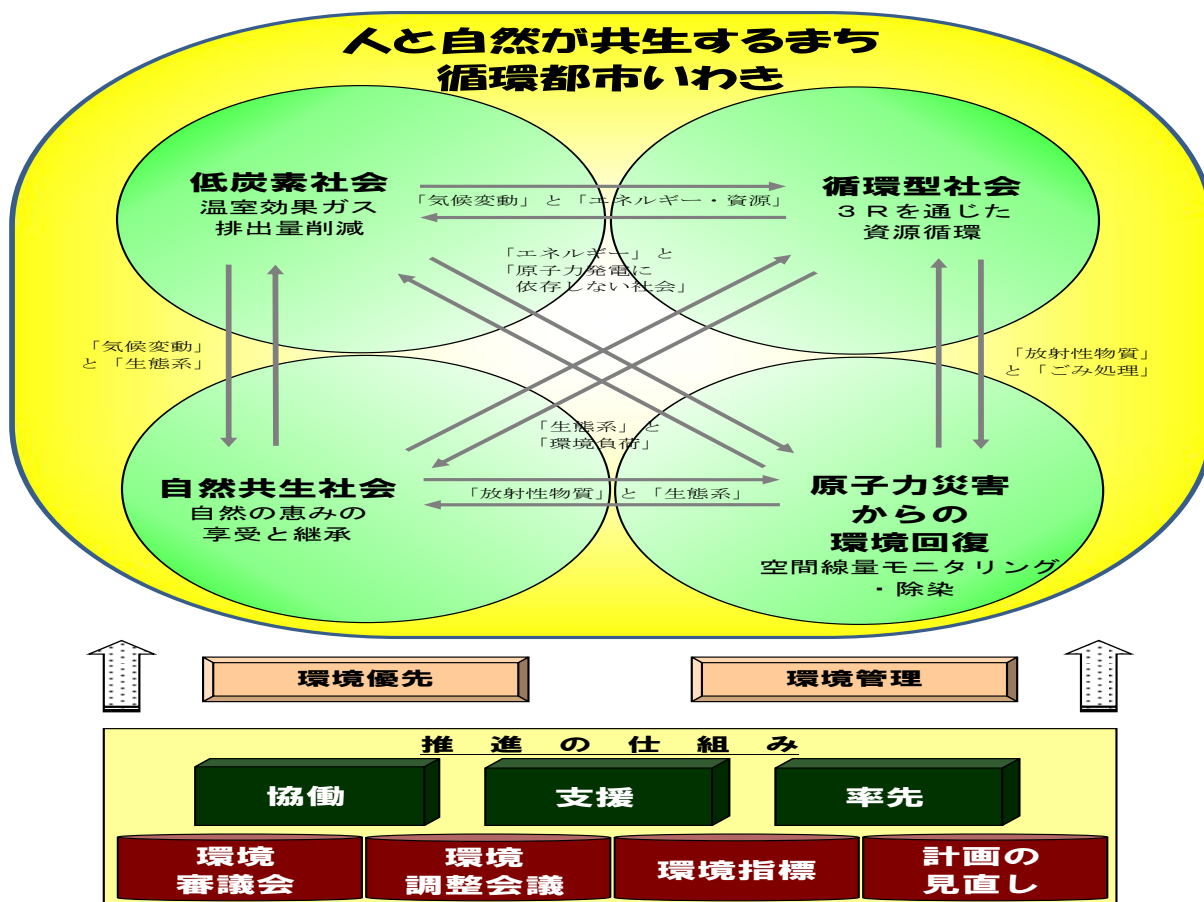 人と自然が共生するまち
循環都市いわき
低炭素社会
温室効果ガス
排出量削減
「気候変動」と「エネルギー・資源」
循環型社会
３Ｒを通じた
資源循環
「エネルギー」と
「原子力発電に
依存しない社会」
「気候変動」
と「生態系」
「放射性物質」
と「ごみ処理」
「生態系」と
「環境負荷」
自然共生社会
自然の恵みの
享受と継承
「放射性物質」と「生態系」
原子力災害
からの
環境回復
空間線量モニタリング
・除染
環境優先
環境管理
推進の仕組み
協働
支援
率先
環境
審議会
環境
調整会議
環境指標
計画の
見直し